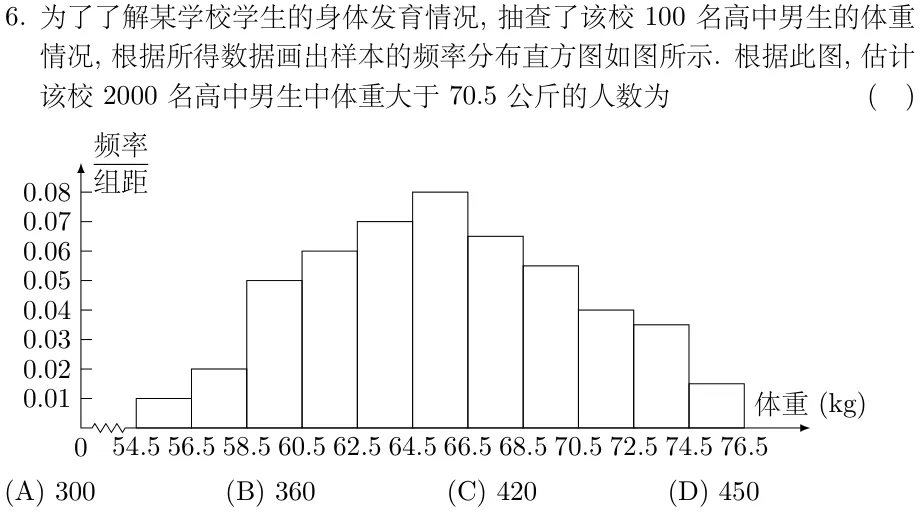 6. 为了了解某学校学生的身体发育情况, 抽查了该校 100 名高中男生的体重
情况, 根据所得数据画出样本的频率分布直方图如图所示. 根据此图, 估计
该校 2000 名高中男生中体重大于 70.5 公斤的人数为 ( )
频率
组距
0.08
0.07
0.06
0.05
0.04
0.03
0.02
0.01
体重 (kg)
0 54.5 56.5 58.5 60.5 62.5 64.5 66.5 68.5 70.5 72.5 74.5 76.5
(A) 300 (B) 360 (C) 420 (D) 450